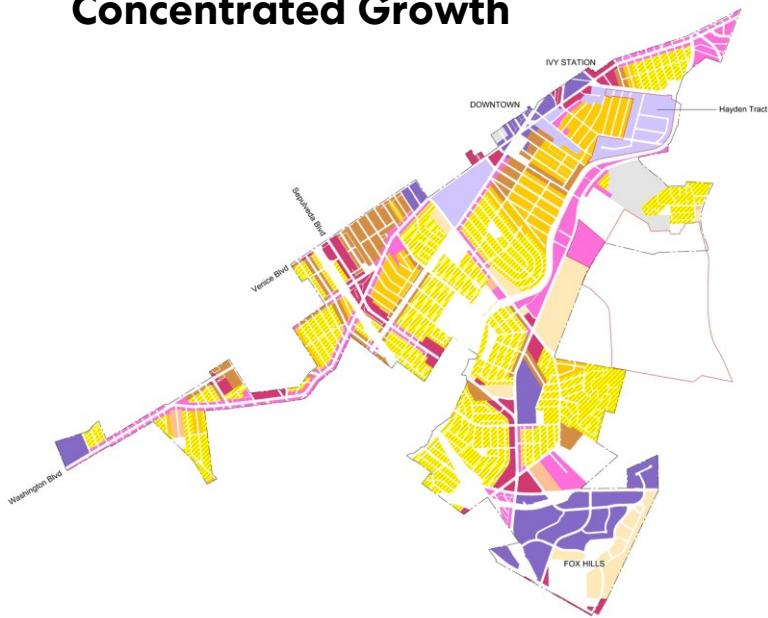 Concentrated Growth
IVY STATION
DOWNTOWN
Hayden Tract
Sepulveda Blvd
Venice Blvd
Washington Blvd
FOX HILLS